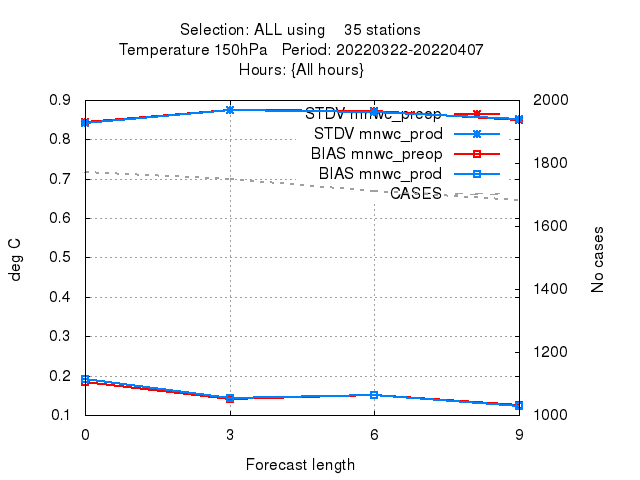 Selection: ALL using    35 stations
Temperature 150hPa   Period: 20220322-20220407
Hours: {All hours}
0.9
0.8
0.7
0.6
0.5
0.4
0.3
0.2
0.1
2000
1800
1600
1400
1200
1000
STDV mnwc_preop
STDV mnwc_prod
BIAS mnwc_preop
BIAS mnwc_prod
CASES
deg C
No cases
0 3 6 9
Forecast length